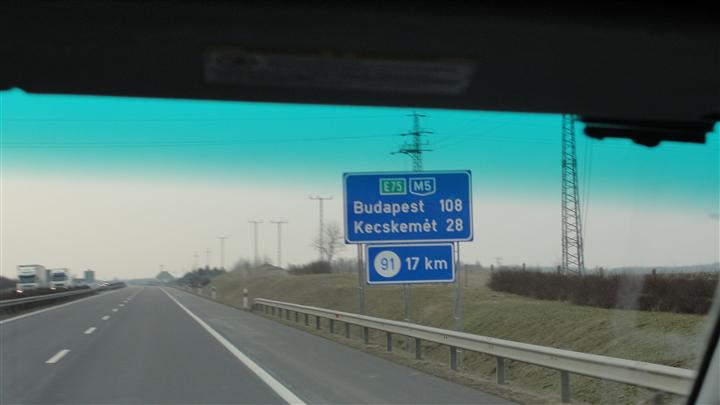 E75 M5
Budapest 108
Kecskemét 28
91 17 km